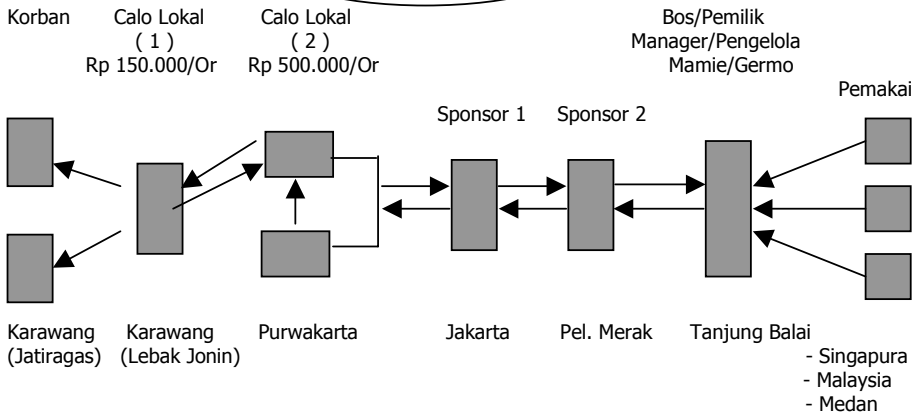 Korban Calo Lokal Calo Lokal Bos/Pemilik
( 1 ) ( 2 ) Manager/Pengelola
Rp 150.000/Or Rp 500.000/Or Mamie/Germo
Pemakai
Sponsor 1 Sponsor 2
Karawang Karawang Purwakarta Jakarta Pel. Merak Tanjung Balai
(Jatiragas) (Lebak Jonin)
- Singapura
- Malaysia
- Medan